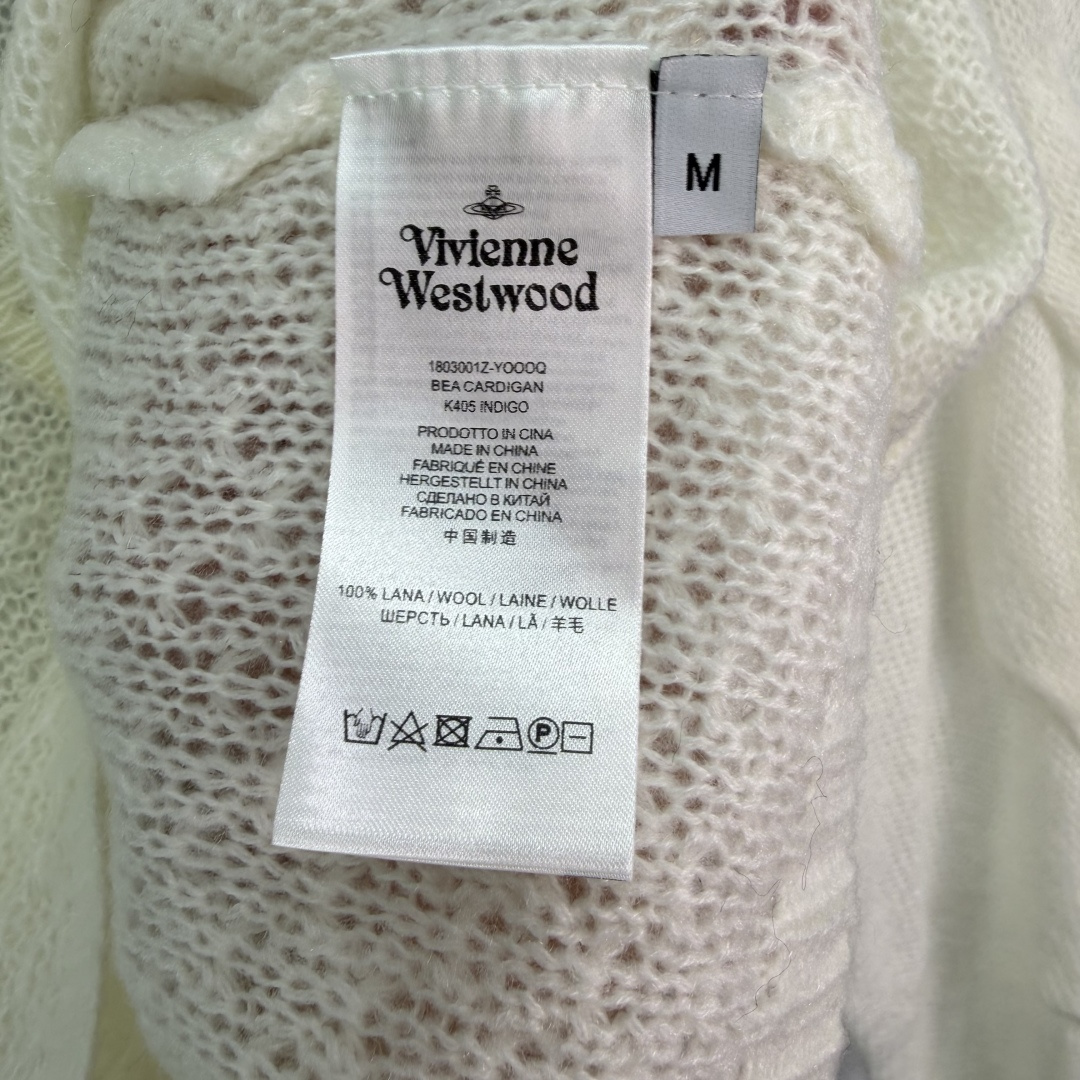 M
Vivienne
Westwood
1803001Z-YOOOQ
BEA CARDIGAN
K405 INDIGO
PRODOTTO IN CINA
MADE IN CHINA
FABRIQUÉ EN CHINE
HERGESTELLT IN CHINA
СДЕЛАНО В КИТАЙ
FABRICADO EN CHINA
中国制造
100% LANA / WOOL / LAINE / WOLLE
ШЕРСТЬ / LANA / LÃ / 羊毛
P